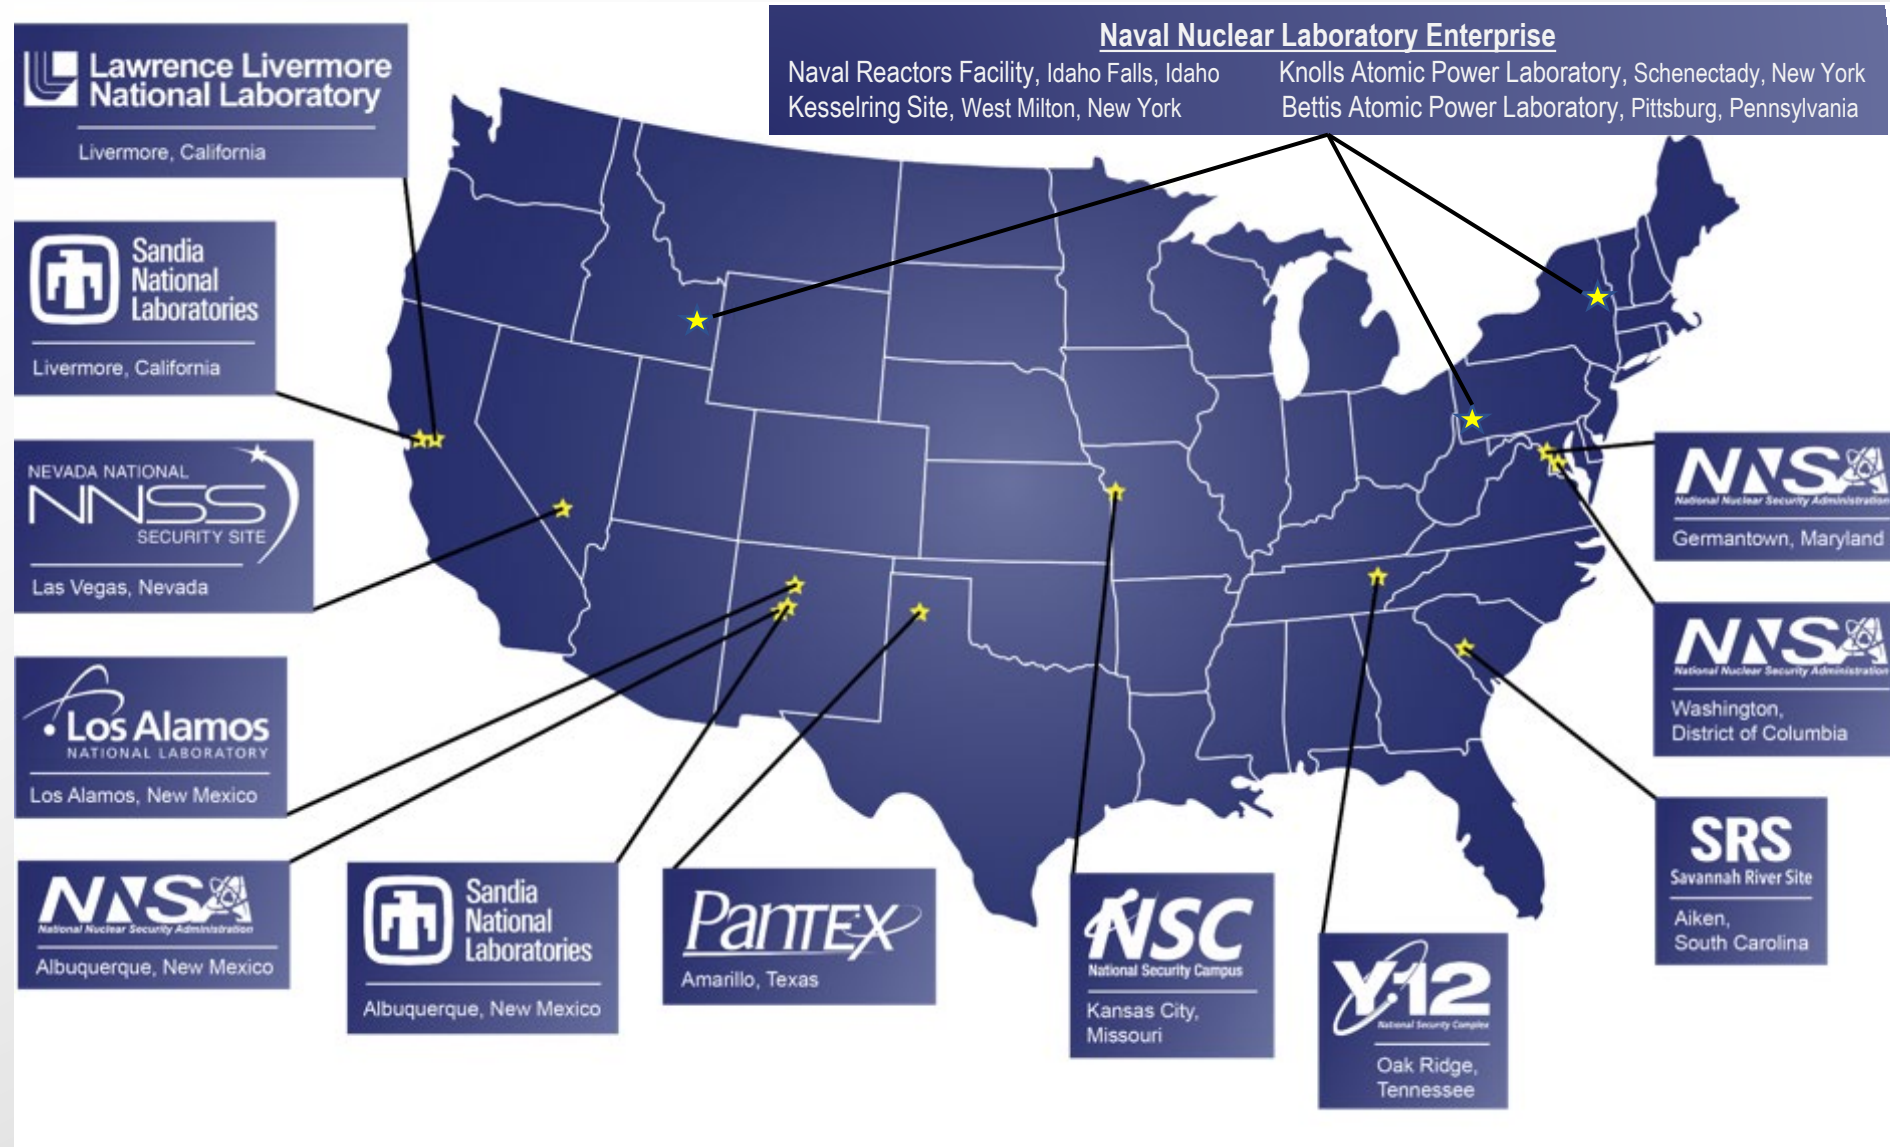 Naval Nuclear Laboratory Enterprise
Naval Reactors Facility, Idaho Falls, Idaho
Knolls Atomic Power Laboratory, Schenectady, New York
Kesselring Site, West Milton, New York
Bettis Atomic Power Laboratory, Pittsburg, Pennsylvania
Lawrence Livermore
National Laboratory
Livermore, California
Sandia
National
Laboratories
Livermore, California
NEVADA NATIONAL
NNSS
SECURITY SITE
Las Vegas, Nevada
Los Alamos
NATIONAL LABORATORY
Los Alamos, New Mexico
NNSA
National Nuclear Security Administration
Albuquerque, New Mexico
Sandia
National
Laboratories
Albuquerque, New Mexico
PanTEX
Amarillo, Texas
NSC
National Security Campus
Kansas City,
Missouri
Y-12
National Security Complex
Oak Ridge,
Tennessee
SRS
Savannah River Site
Aiken,
South Carolina
NNSA
National Nuclear Security Administration
Washington,
District of Columbia
NNSA
National Nuclear Security Administration
Germantown, Maryland